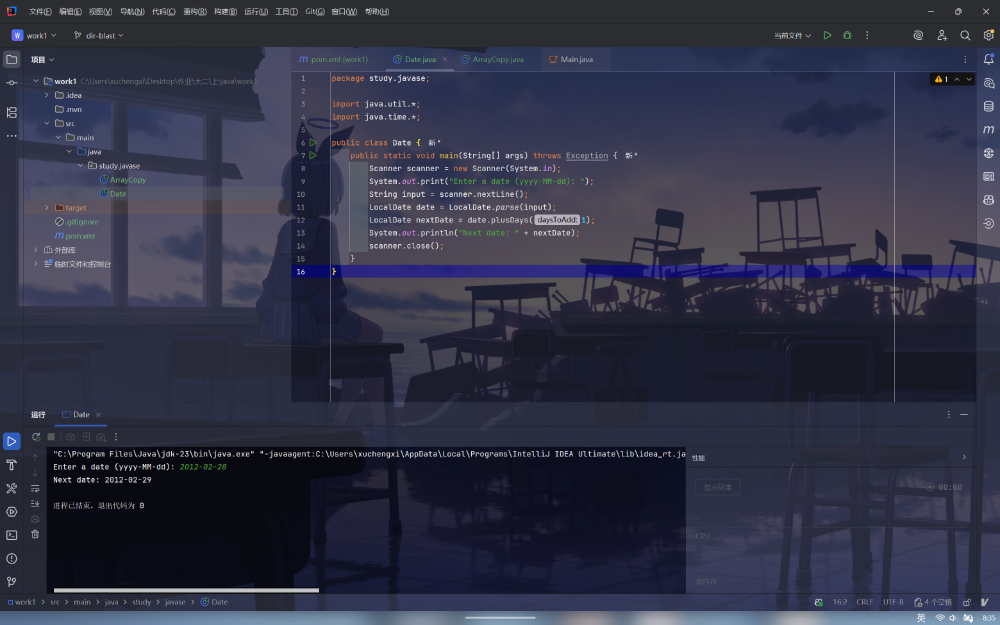 文件(F) 编辑(E) 视图(V) 导航(N) 代码(C) 重构(R) 构建(B) 运行(U) 工具(T) Git(G) 窗口(W) 帮助(H)
W work1 dir-blast 当前文件
项目
work1 C:\Users\xuchengxi\Desktop\作业\大二\上\java\work1
.idea
.mvn
src
main
java
study.javase
ArrayCopy
Date
target
.gitignore
pom.xml
外部库
临时文件和控制台
pom.xml (work1) Date.java ArrayCopy.java Main.java
1 package study.javase;
2
3 import java.util.*;
4 import java.time.*;
5
6 public class Date { 新*
7 public static void main(String[] args) throws Exception { 新*
8 Scanner scanner = new Scanner(System.in);
9 System.out.print("Enter a date (yyyy-MM-dd): ");
10 String input = scanner.nextLine();
11 LocalDate date = LocalDate.parse(input);
12 LocalDate nextDate = date.plusDays( daysToAdd: 1);
13 System.out.println("Next date: " + nextDate);
14 scanner.close();
15 }
16 }
1
运行 Date
"C:\Program Files\Java\jdk-23\bin\java.exe" "-javaagent:C:\Users\xuchengxi\AppData\Local\Programs\IntelliJ IDEA Ultimate\lib\idea_rt.ja
Enter a date (yyyy-MM-dd): 2012-02-28
Next date: 2012-02-29
进程已结束，退出代码为 0
性能
显示结果 00:00
CPU
堆内存
work1 > src > main > java > study > javase > Date
16:2 CRLF UTF-8 4 个空格
英 8:35